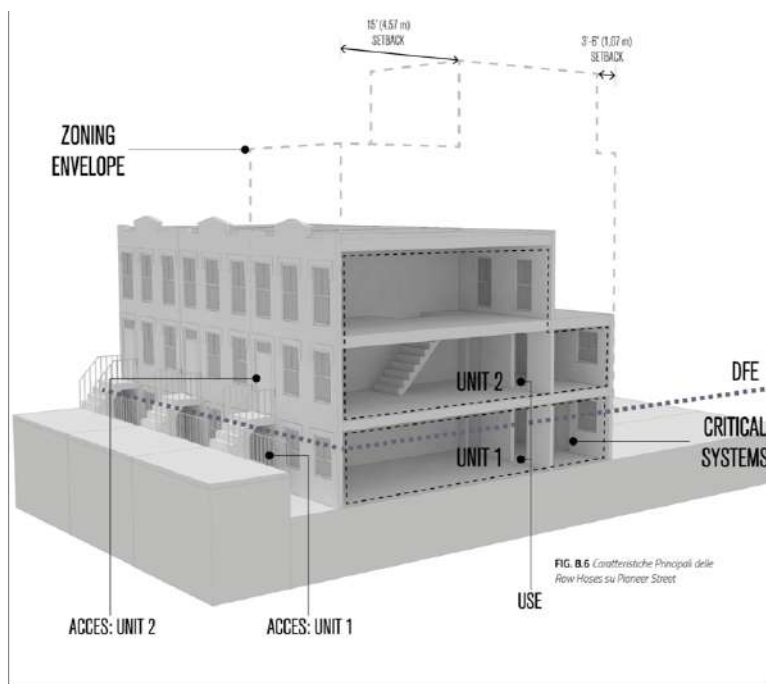 15' (4,57 m)
SETBACK
3'-6" (1,07 m)
SETBACK
ZONING
ENVELOPE
DFE
UNIT 2
CRITICAL
SYSTEMS
UNIT 1
FIG. B.6 Caratteristiche Principali delle
Row Hoses su Pioneer Street
USE
ACCES: UNIT 2
ACCES: UNIT 1